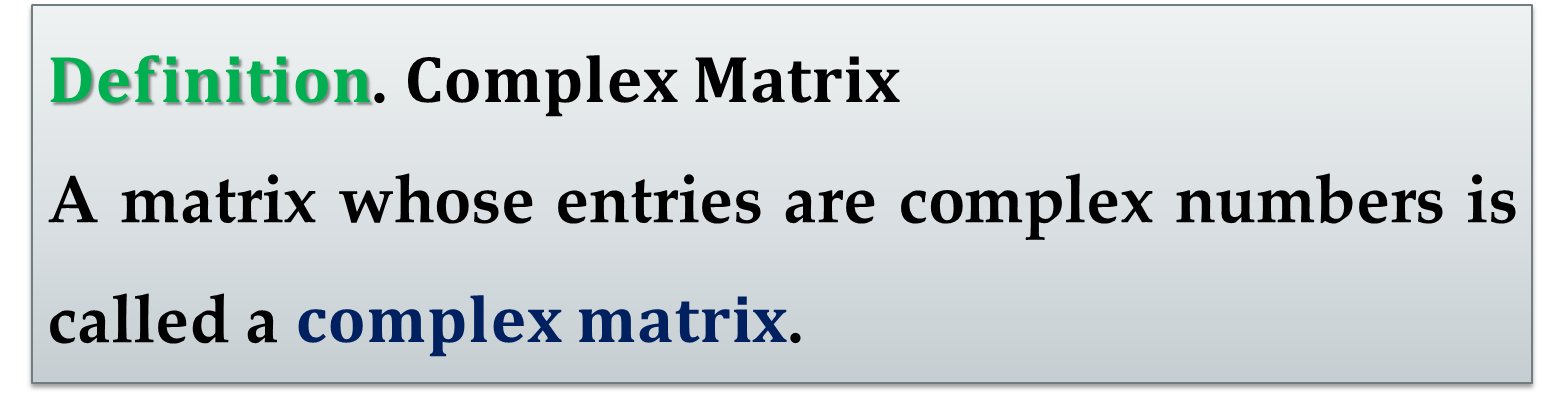 Definition. Complex Matrix
A matrix whose entries are complex numbers is
called a complex matrix.